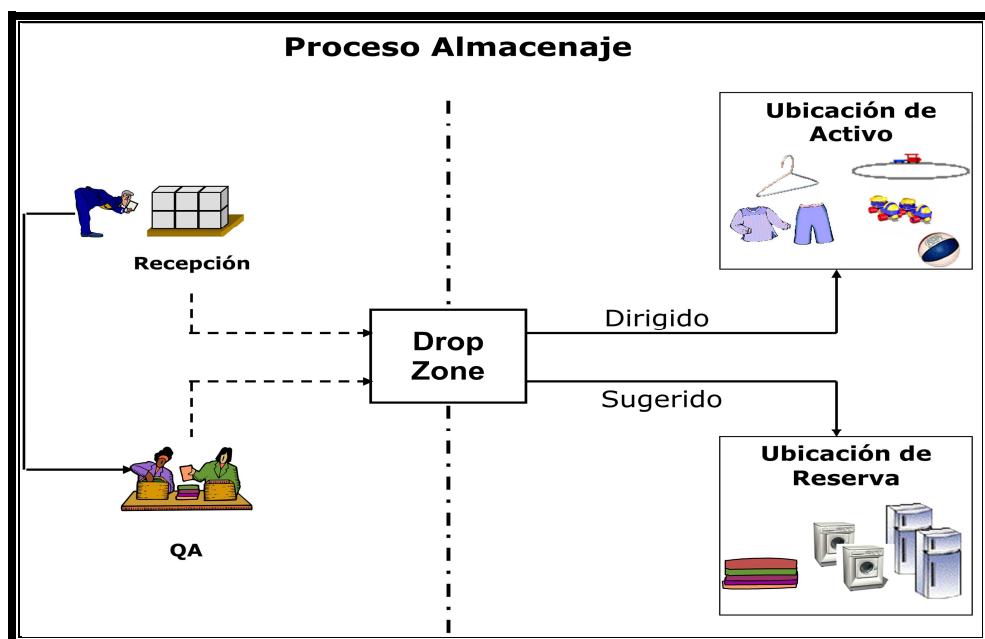 Proceso Almacenaje
Ubicación de
Activo
Recepción
Dirigido
Drop
Zone
Sugerido
Ubicación de
Reserva
QA